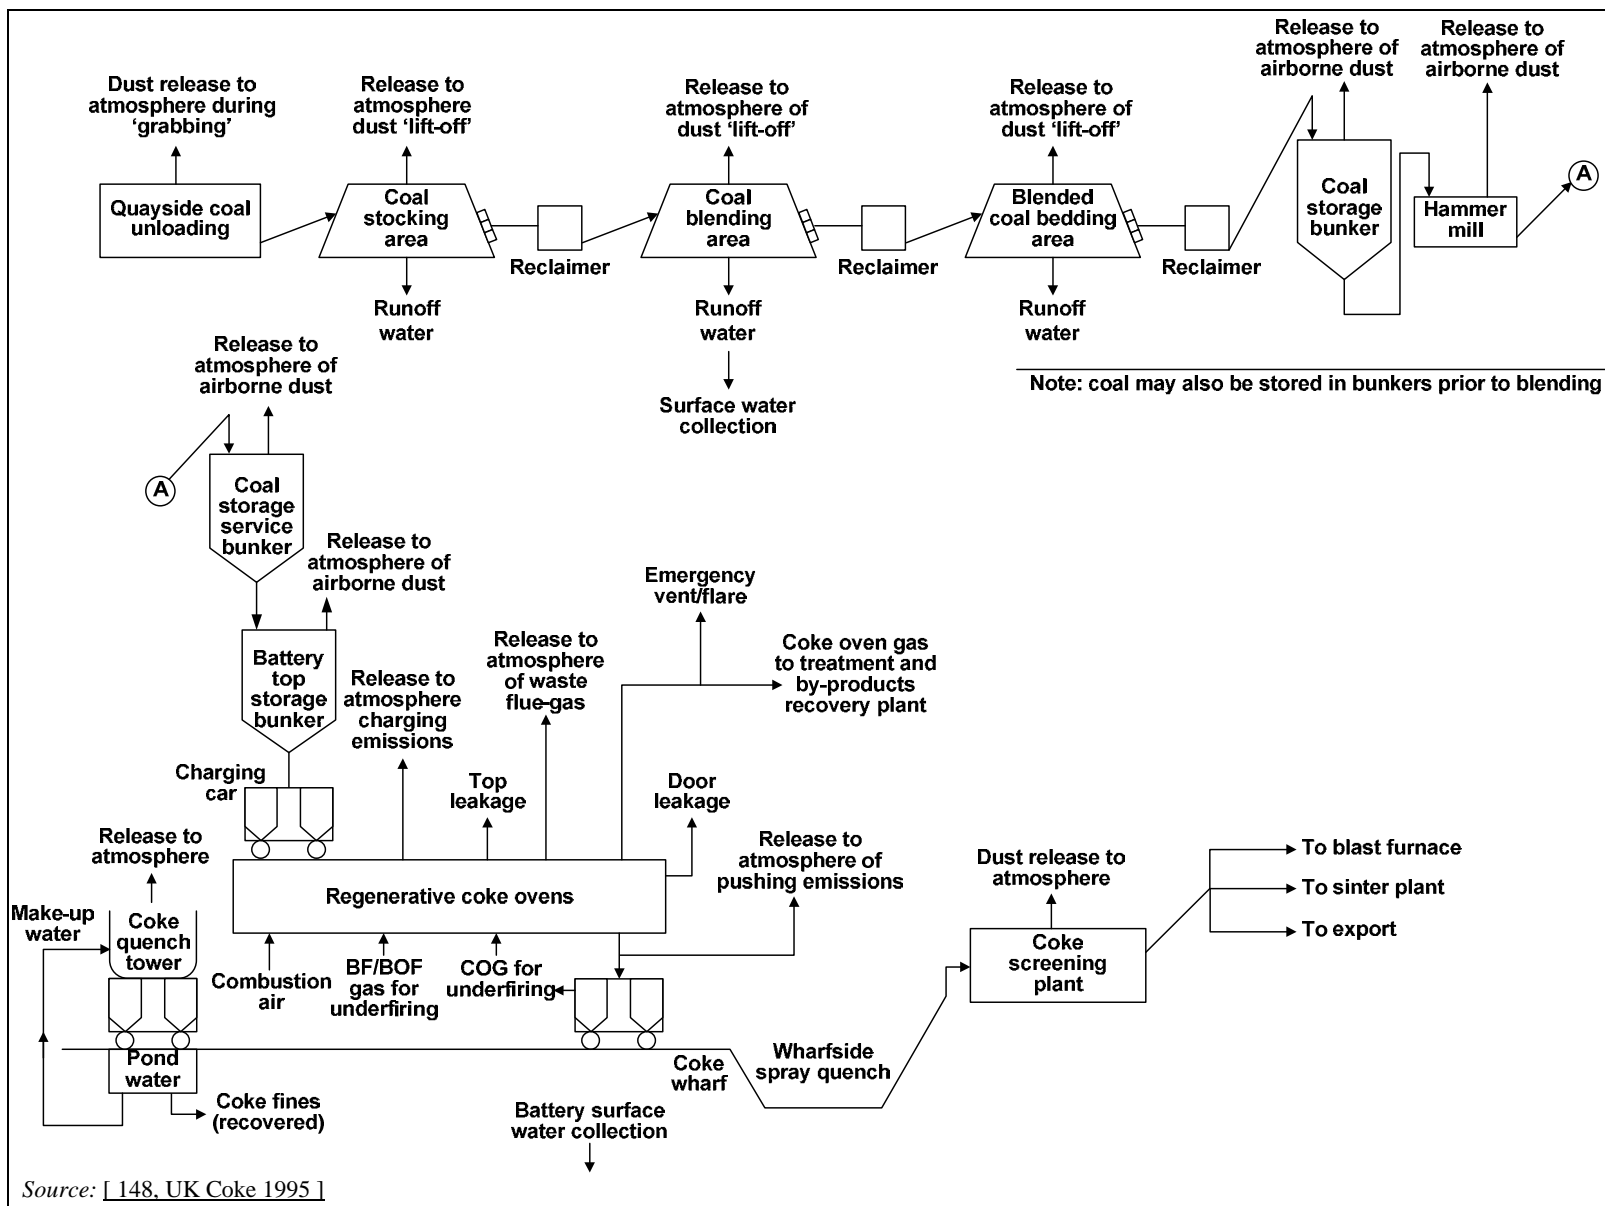 Dust release to
atmosphere during
‘grabbing’
Release to
atmosphere
dust ‘lift-off’
Release to
atmosphere of
dust ‘lift-off’
Release to
atmosphere of
dust ‘lift-off’
Release to
atmosphere of
airborne dust
Release to
atmosphere of
airborne dust
Quayside coal
unloading
Coal
stocking
area
Reclaimer
Coal
blending
area
Reclaimer
Blended
coal bedding
area
Reclaimer
Coal
storage
bunker
Hammer
mill
A
Runoff
water
Runoff
water
Runoff
water
Surface water
collection
Note: coal may also be stored in bunkers prior to blending
Release to
atmosphere of
airborne dust
A
Coal
storage
service
bunker
Release to
atmosphere of
airborne dust
Battery
top
storage
bunker
Charging
car
Release to
atmosphere
charging
emissions
Top
leakage
Release to
atmosphere
of waste
flue-gas
Emergency
vent/flare
Coke oven gas
to treatment and
by-products
recovery plant
Door
leakage
Release to
atmosphere of
pushing emissions
Regenerative coke ovens
Combustion
air
BF/BOF
gas for
underfiring
COG for
underfiring
Release to
atmosphere
Make-up
water
Coke
quench
tower
Pond
water
Coke fines
(recovered)
Battery surface
water collection
Coke
wharf
Wharfside
spray quench
Dust release to
atmosphere
Coke
screening
plant
To blast furnace
To sinter plant
To export
Source: [ 148, UK Coke 1995 ]